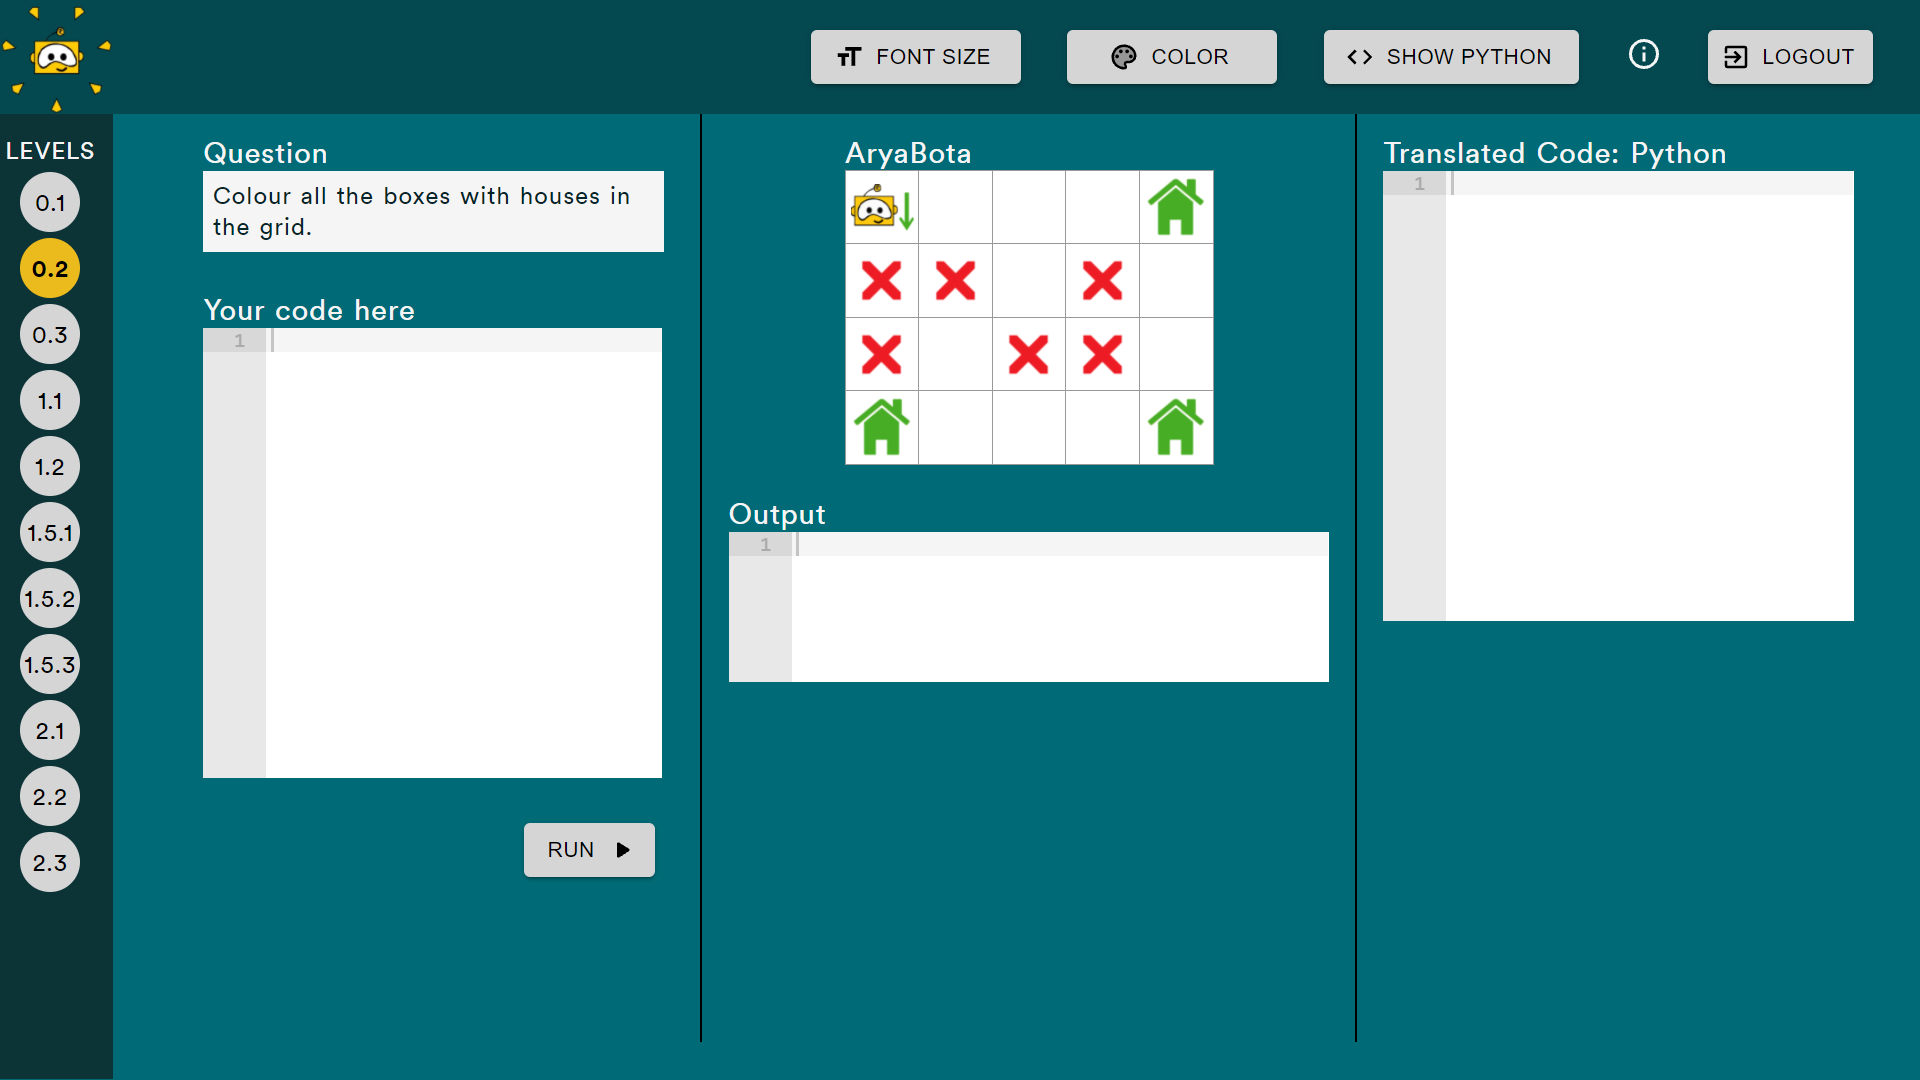 FONT SIZE
COLOR
SHOW PYTHON
LOGOUT
LEVELS
0.1
0.2
0.3
1.1
1.2
1.5.1
1.5.2
1.5.3
2.1
2.2
2.3
Question
Colour all the boxes with houses in
the grid.
Your code here
1
RUN
AryaBota
Output
1
Translated Code: Python
1